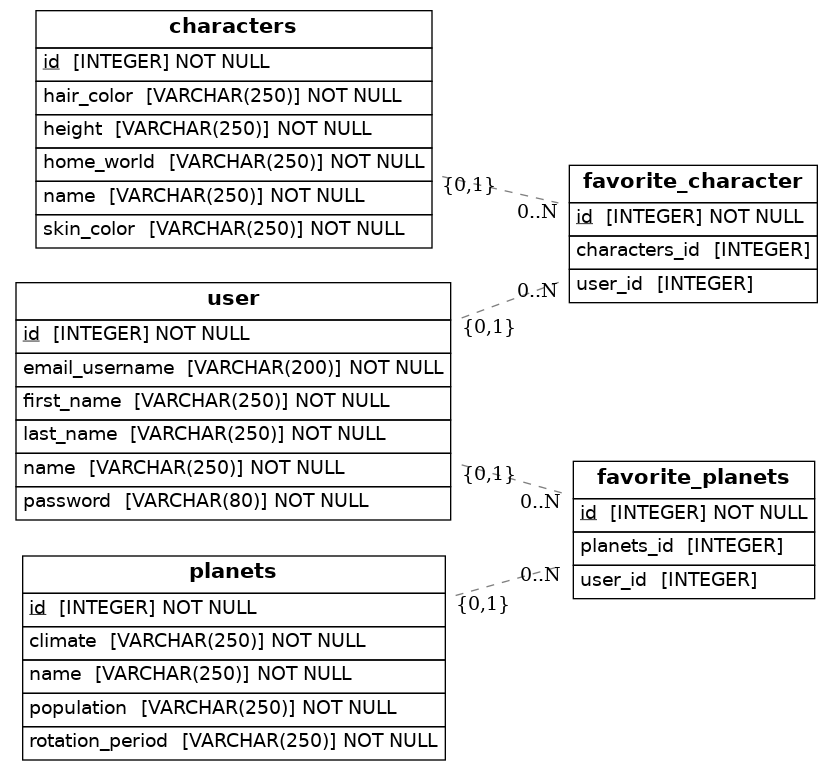 characters
id [INTEGER] NOT NULL
hair_color [VARCHAR(250)] NOT NULL
height [VARCHAR(250)] NOT NULL
home_world [VARCHAR(250)] NOT NULL
name [VARCHAR(250)] NOT NULL
skin_color [VARCHAR(250)] NOT NULL
{0,1}
0..N
favorite_character
id [INTEGER] NOT NULL
characters_id [INTEGER]
user_id [INTEGER]
user
id [INTEGER] NOT NULL
email_username [VARCHAR(200)] NOT NULL
first_name [VARCHAR(250)] NOT NULL
last_name [VARCHAR(250)] NOT NULL
name [VARCHAR(250)] NOT NULL
password [VARCHAR(80)] NOT NULL
0..N
{0,1}
{0,1}
0..N
favorite_planets
id [INTEGER] NOT NULL
planets_id [INTEGER]
user_id [INTEGER]
planets
id [INTEGER] NOT NULL
climate [VARCHAR(250)] NOT NULL
name [VARCHAR(250)] NOT NULL
population [VARCHAR(250)] NOT NULL
rotation_period [VARCHAR(250)] NOT NULL
0..N
{0,1}